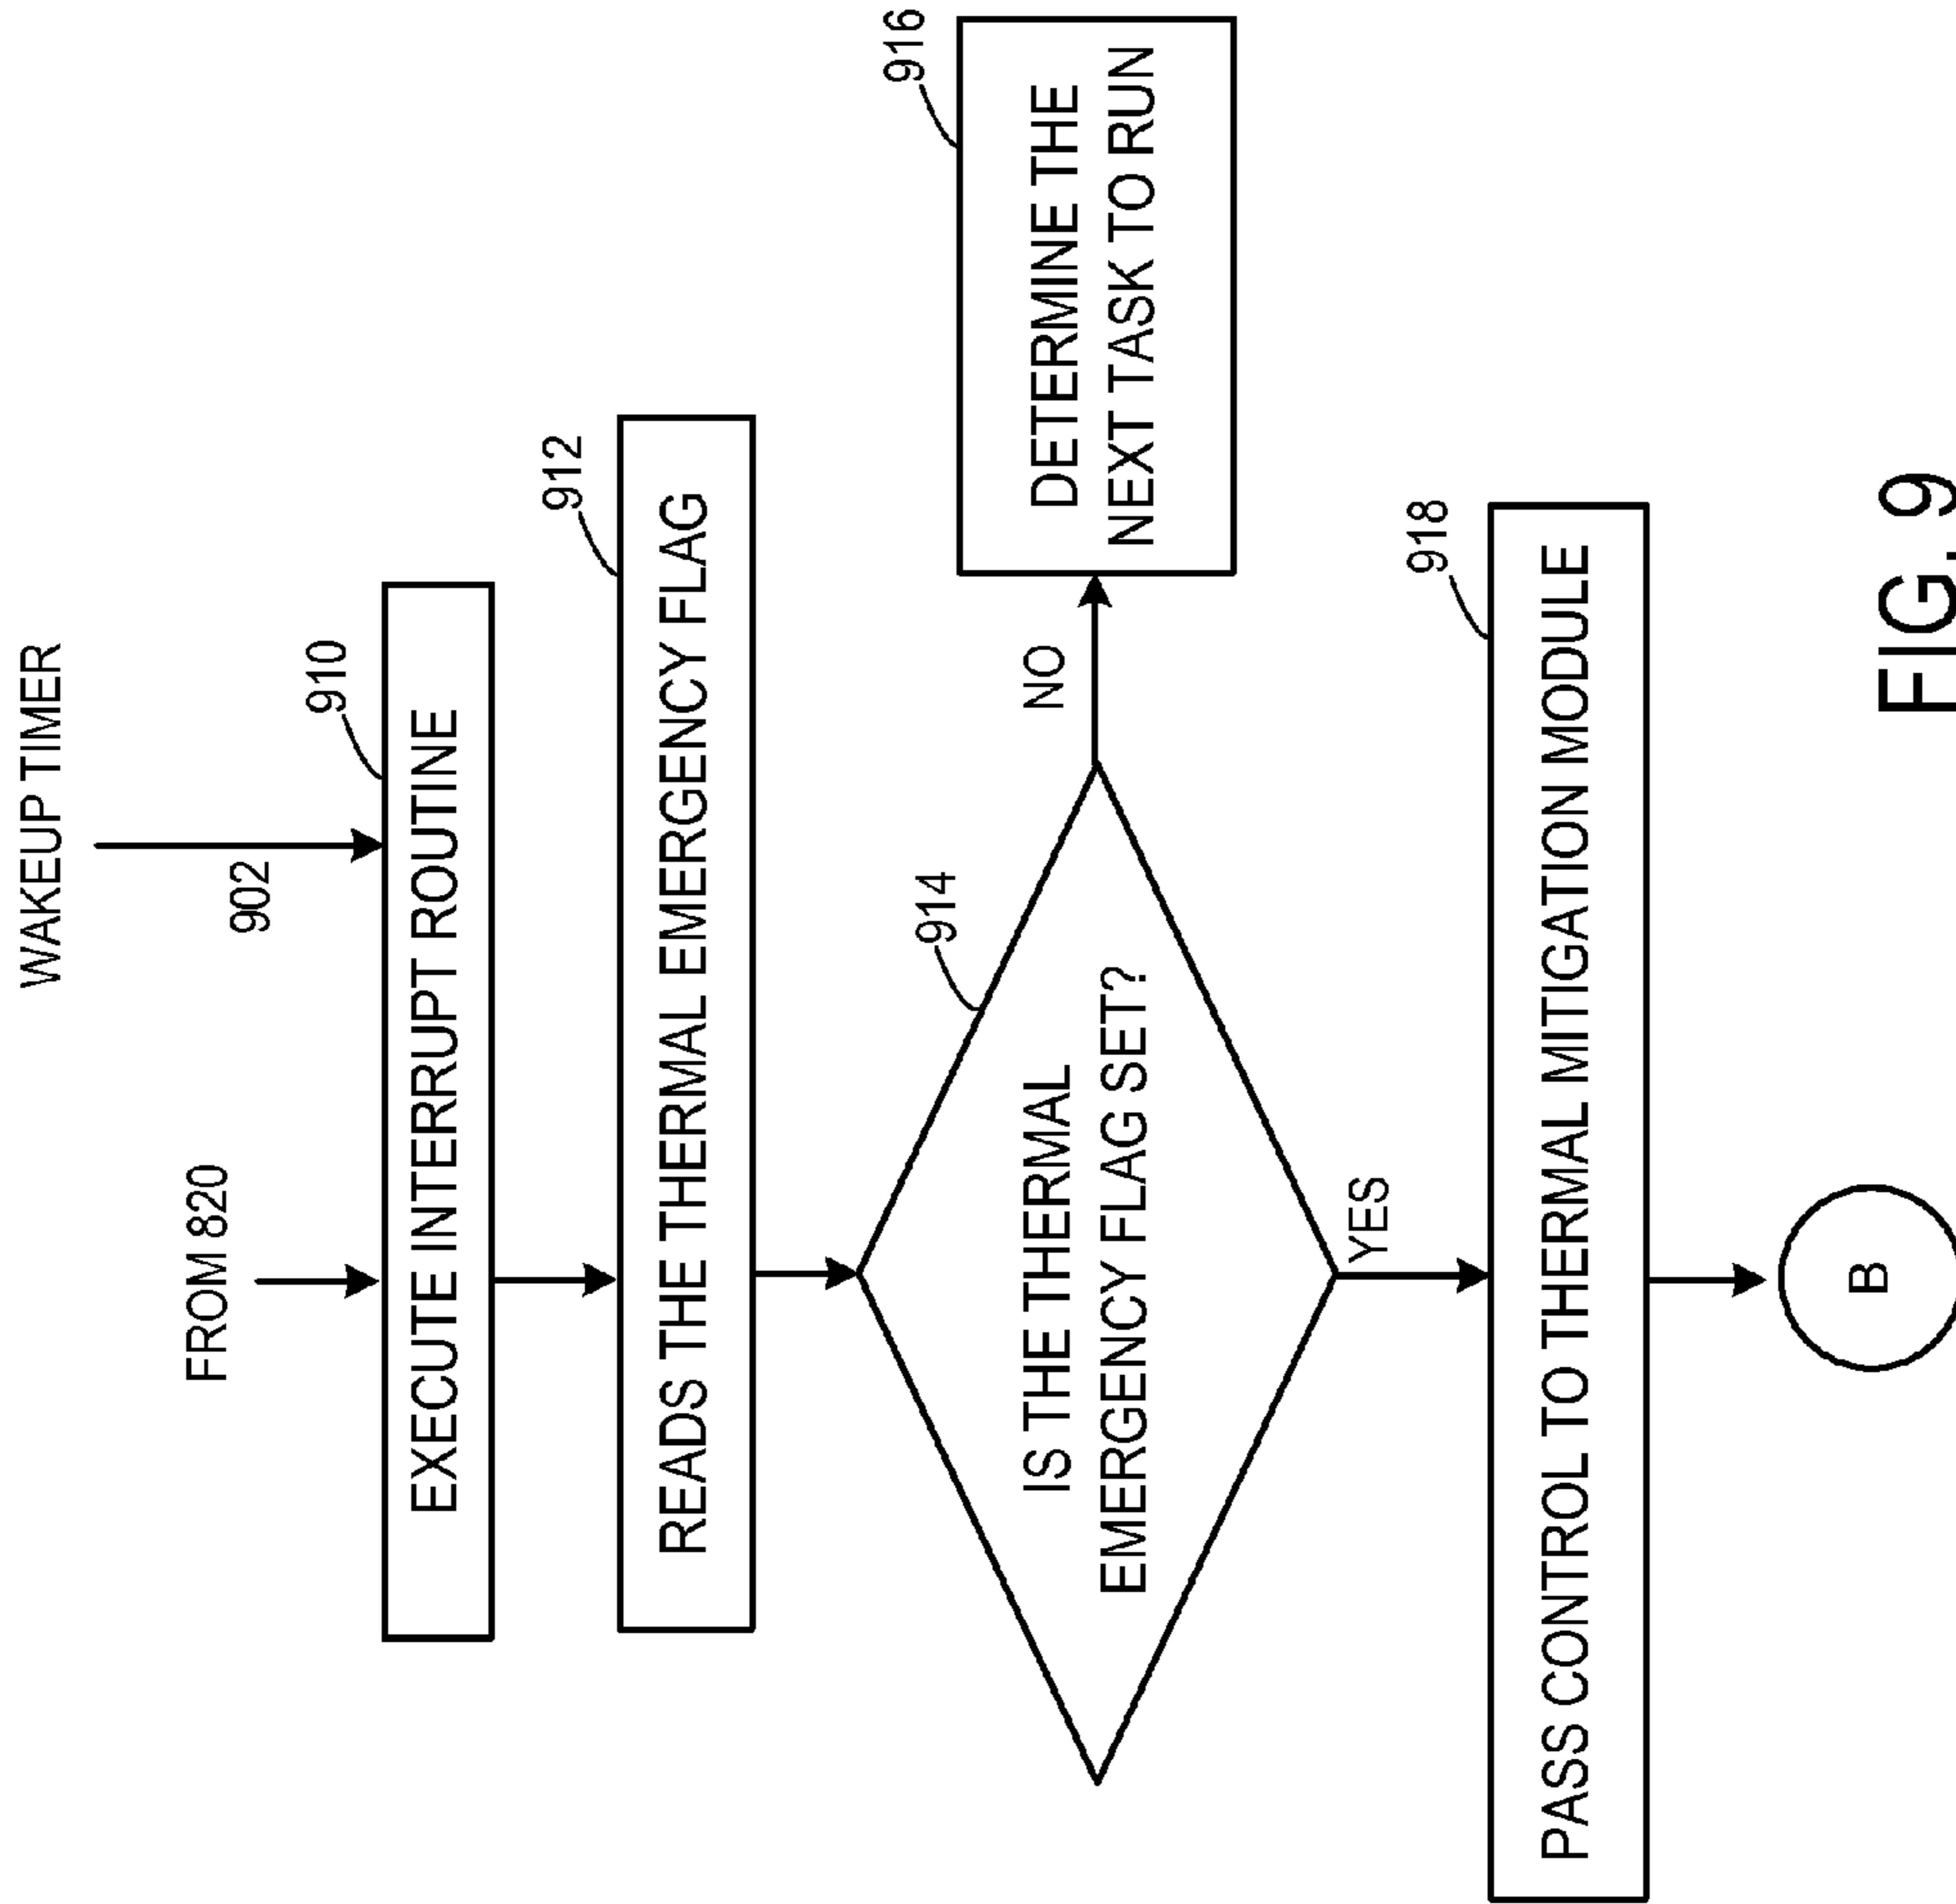 WAKEUP TIMER
FROM 820
902
910
EXECUTE INTERRUPT ROUTINE
912
READS THE THERMAL EMERGENCY FLAG
914
IS THE THERMAL
EMERGENCY FLAG SET?
NO
916
DETERMINE THE
NEXT TASK TO RUN
YES
918
PASS CONTROL TO THERMAL MITIGATION MODULE
B
FIG. 9